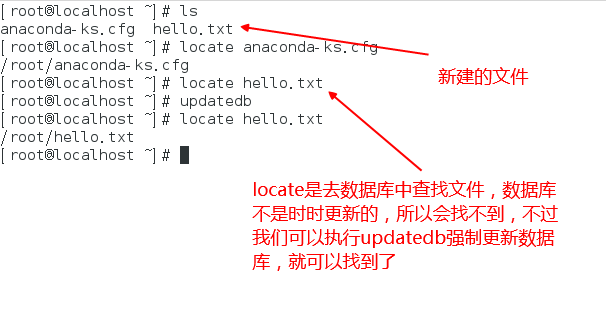 [root@localhost ~]# ls
anaconda-ks.cfg  hello.txt
[root@localhost ~]# locate anaconda-ks.cfg
/root/anaconda-ks.cfg
[root@localhost ~]# locate hello.txt
[root@localhost ~]# updatedb
[root@localhost ~]# locate hello.txt
/root/hello.txt
[root@localhost ~]#
新建的文件
locate是去数据库中查找文件，数据库
不是时时更新的，所以会找不到，不过
我们可以执行updatedb强制更新数据
库，就可以找到了